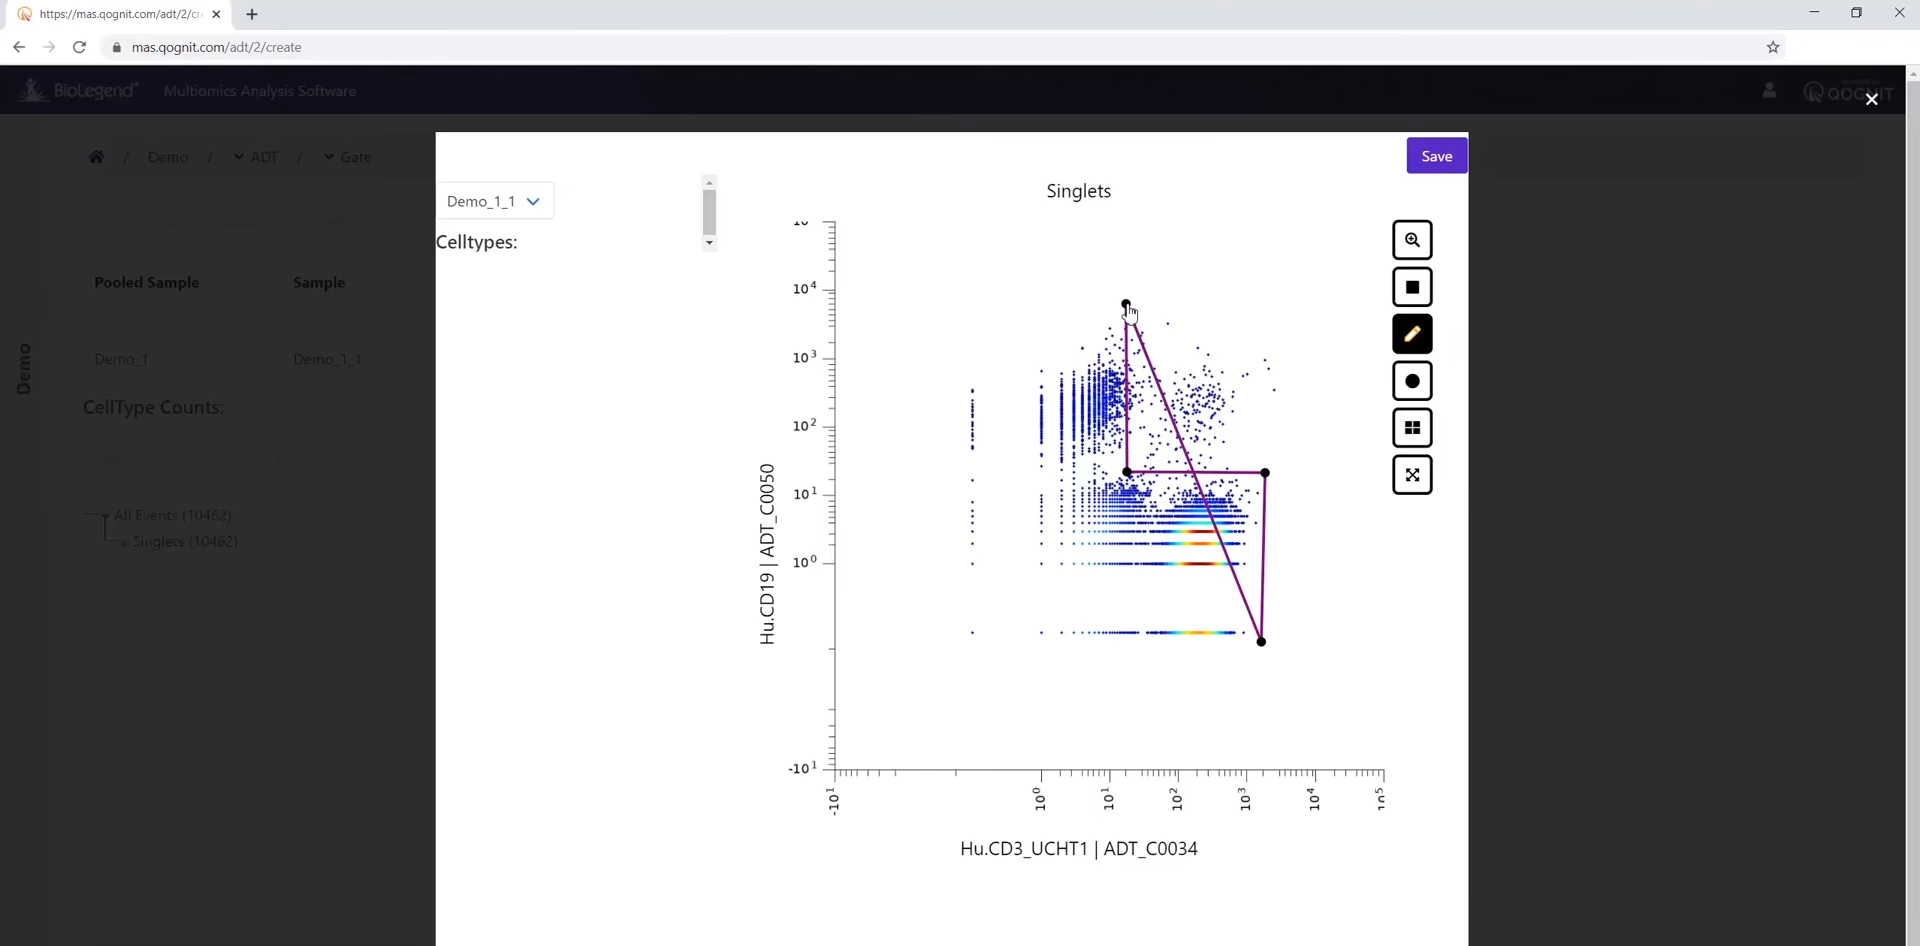 https://mas.qognit.com/adt/2/cr
mas.qognit.com/adt/2/create
BioLegend®
Multiomics Analysis Software
QOGNIT
/ Demo / ADT / Gate
Save
Demo_1_1
Celltypes:
Singlets
Pooled Sample
Sample
Demo_1
Demo_1_1
CellType Counts:
All Events (10462)
Singlets (10462)
Demo
10⁴
10³
10²
10¹
10⁰
-10¹
Hu.CD19 | ADT_C0050
-10¹
10⁰
10¹
10²
10³
10⁴
10⁵
Hu.CD3_UCHT1 | ADT_C0034